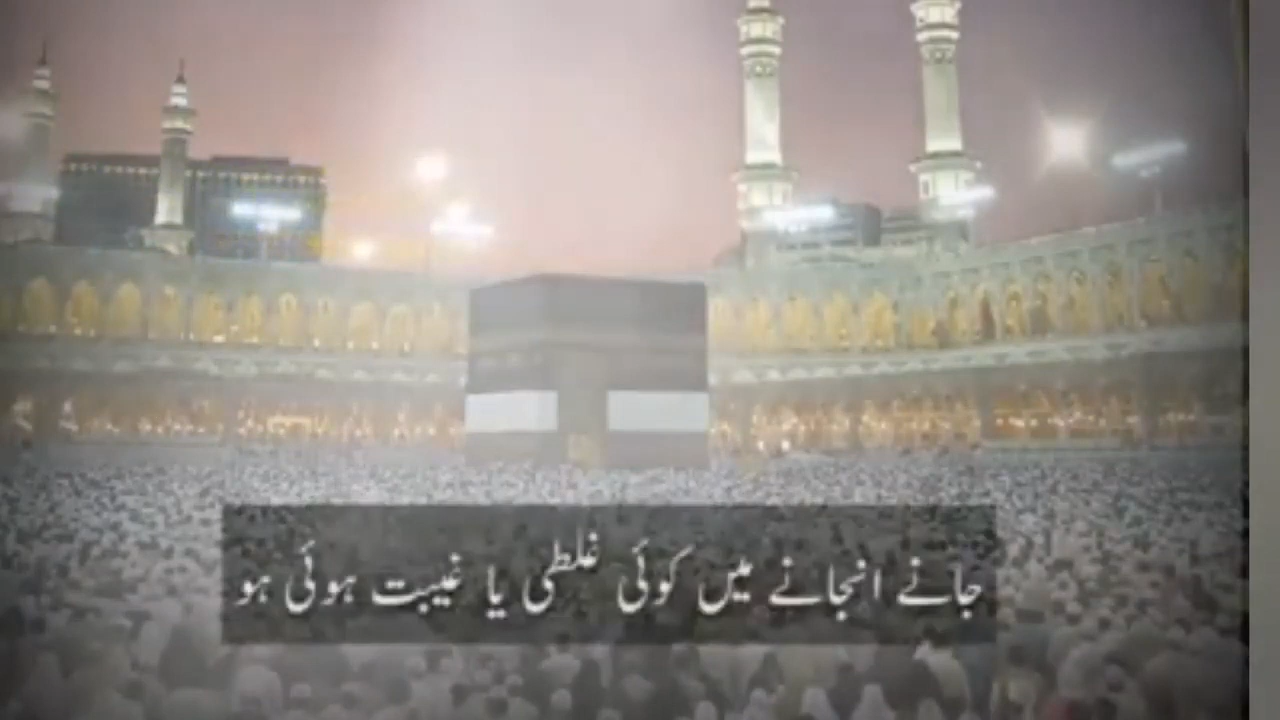 جانے انجانے میں کوئی غلطی یا غیبت ہوئی ہو